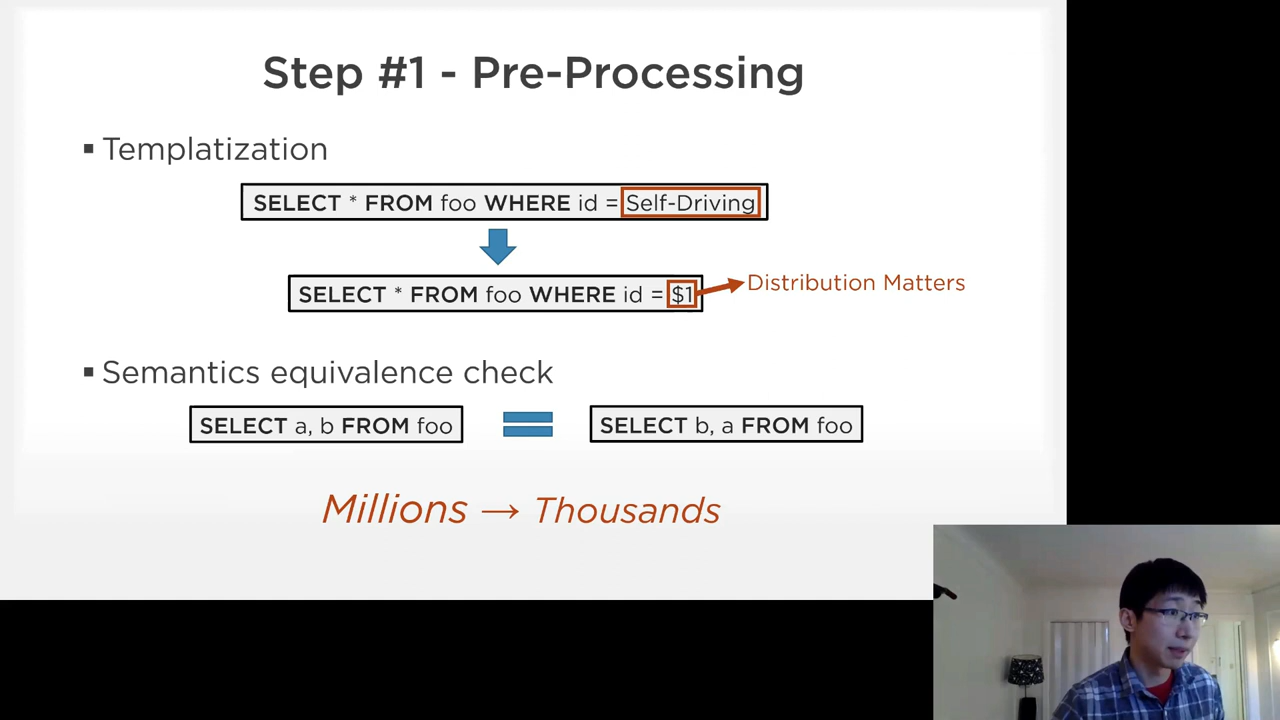 Step #1 - Pre-Processing
▪ Templatization
SELECT * FROM foo WHERE id = Self-Driving
SELECT * FROM foo WHERE id = $1
Distribution Matters
▪ Semantics equivalence check
SELECT a, b FROM foo
SELECT b, a FROM foo
Millions → Thousands